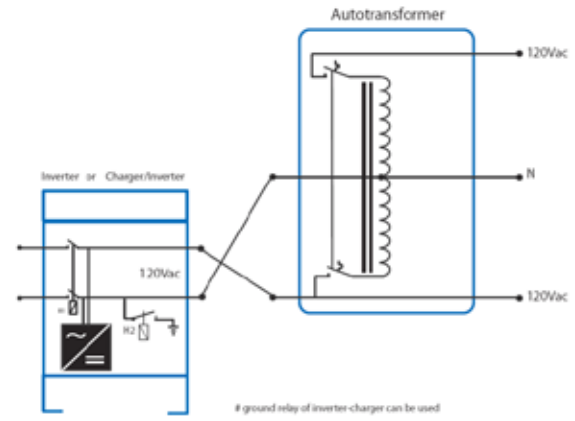 Autotransformer
120Vac
N
120Vac
Inverter or Charger/Inverter
120Vac
H2
# ground relay of inverter-charger can be used